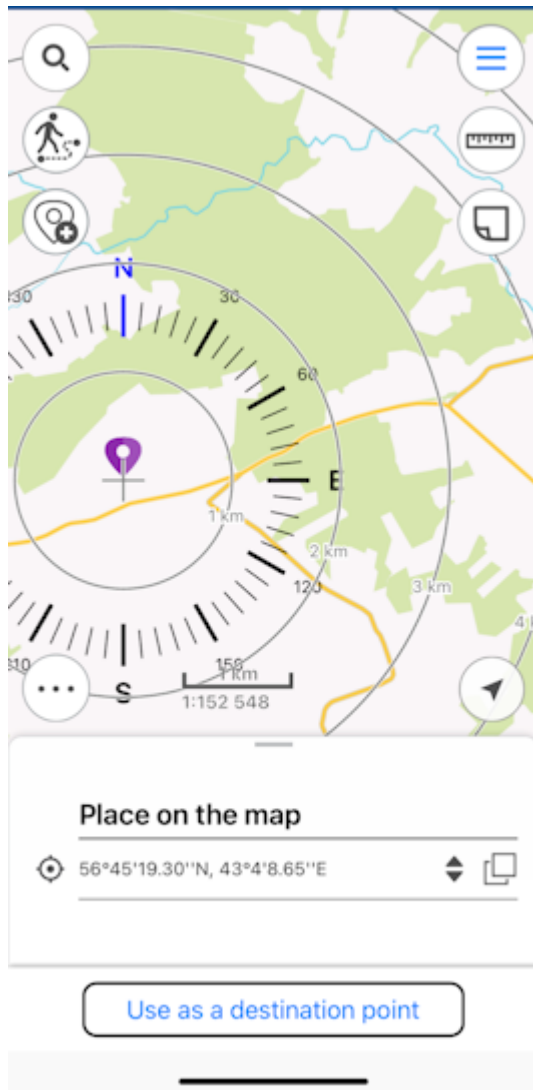 N
330
30
60
E
1 km
2 km
120
3 km
4
210
150
1 km
S
1:152 548
Place on the map
56°45'19.30''N, 43°4'8.65''E
Use as a destination point